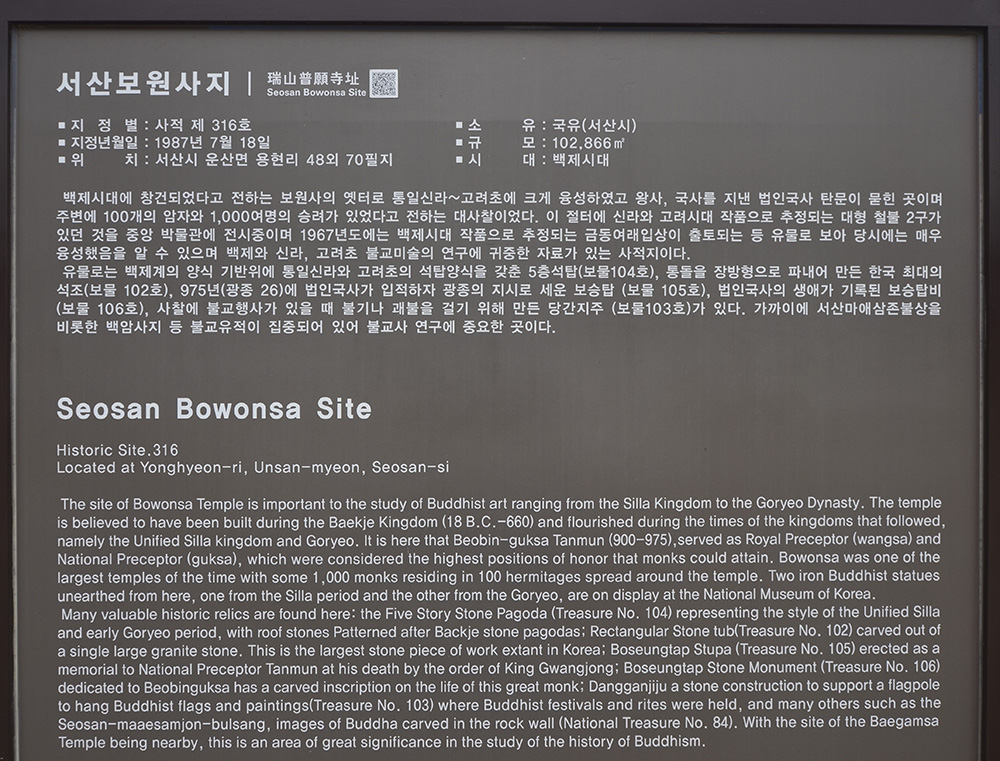 서산보원사지 | 瑞山普願寺址
Seosan Bowonsa Site
■ 지 정 별 : 사적 제 316호
■ 지정년월일 : 1987년 7월 18일
■ 위 치 : 서산시 운산면 용현리 48외 70필지
■ 소 유 : 국유(서산시)
■ 규 모 : 102,866㎡
■ 시 대 : 백제시대
백제시대에 창건되었다고 전하는 보원사의 옛터로 통일신라~고려초에 크게 융성하였고 왕사, 국사를 지낸 법인국사 탄문이 묻힌 곳이며
주변에 100개의 암자와 1,000여명의 승려가 있었다고 전하는 대사찰이었다. 이 절터에 신라와 고려시대 작품으로 추정되는 대형 철불 2구가
있던 것을 중앙 박물관에 전시중이며 1967년도에는 백제시대 작품으로 추정되는 금동여래입상이 출토되는 등 유물로 보아 당시에는 매우
융성했음을 알 수 있으며 백제와 신라, 고려초 불교미술의 연구에 귀중한 자료가 있는 사적지이다.
유물로는 백제계의 양식 기반위에 통일신라와 고려초의 석탑양식을 갖춘 5층석탑(보물104호), 통돌을 장방형으로 파내어 만든 한국 최대의
석조(보물 102호), 975년(광종 26)에 법인국사가 입적하자 광종의 지시로 세운 보승탑 (보물 105호), 법인국사의 생애가 기록된 보승탑비
(보물 106호), 사찰에 불교행사가 있을 때 불기나 괘불을 걸기 위해 만든 당간지주 (보물103호)가 있다. 가까이에 서산마애삼존불상을
비롯한 백암사지 등 불교유적이 집중되어 있어 불교사 연구에 중요한 곳이다.
Seosan Bowonsa Site
Historic Site.316
Located at Yonghyeon-ri, Unsan-myeon, Seosan-si
The site of Bowonsa Temple is important to the study of Buddhist art ranging from the Silla Kingdom to the Goryeo Dynasty. The temple
is believed to have been built during the Baekje Kingdom (18 B.C.-660) and flourished during the times of the kingdoms that followed,
namely the Unified Silla kingdom and Goryeo. It is here that Beobin-guksa Tanmun (900-975),served as Royal Preceptor (wangsa) and
National Preceptor (guksa), which were considered the highest positions of honor that monks could attain. Bowonsa was one of the
largest temples of the time with some 1,000 monks residing in 100 hermitages spread around the temple. Two iron Buddhist statues
unearthed from here, one from the Silla period and the other from the Goryeo, are on display at the National Museum of Korea.
Many valuable historic relics are found here: the Five Story Stone Pagoda (Treasure No. 104) representing the style of the Unified Silla
and early Goryeo period, with roof stones Patterned after Backje stone pagodas; Rectangular Stone tub(Treasure No. 102) carved out of
a single large granite stone. This is the largest stone piece of work extant in Korea; Boseungtap Stupa (Treasure No. 105) erected as a
memorial to National Preceptor Tanmun at his death by the order of King Gwangjong; Boseungtap Stone Monument (Treasure No. 106)
dedicated to Beobinguksa has a carved inscription on the life of this great monk; Dangganjiju a stone construction to support a flagpole
to hang Buddhist flags and paintings(Treasure No. 103) where Buddhist festivals and rites were held, and many others such as the
Seosan-maaesamjon-bulsang, images of Buddha carved in the rock wall (National Treasure No. 84). With the site of the Baegamsa
Temple being nearby, this is an area of great significance in the study of the history of Buddhism.